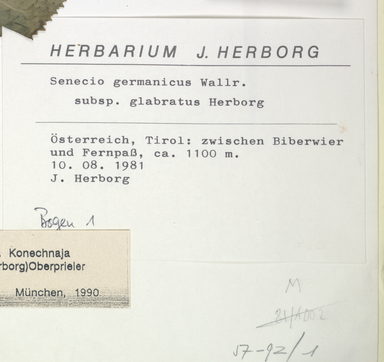 HERBARIUM J. HERBORG
Senecio germanicus Wallr.
subsp. glabratus Herborg
Österreich, Tirol: zwischen Biberwier
und Fernpaß, ca. 1100 m.
10. 08. 1981
J. Herborg
Bogen 1
. Konechnaja
rborg)Oberprieler
München, 1990
M
57-92/1